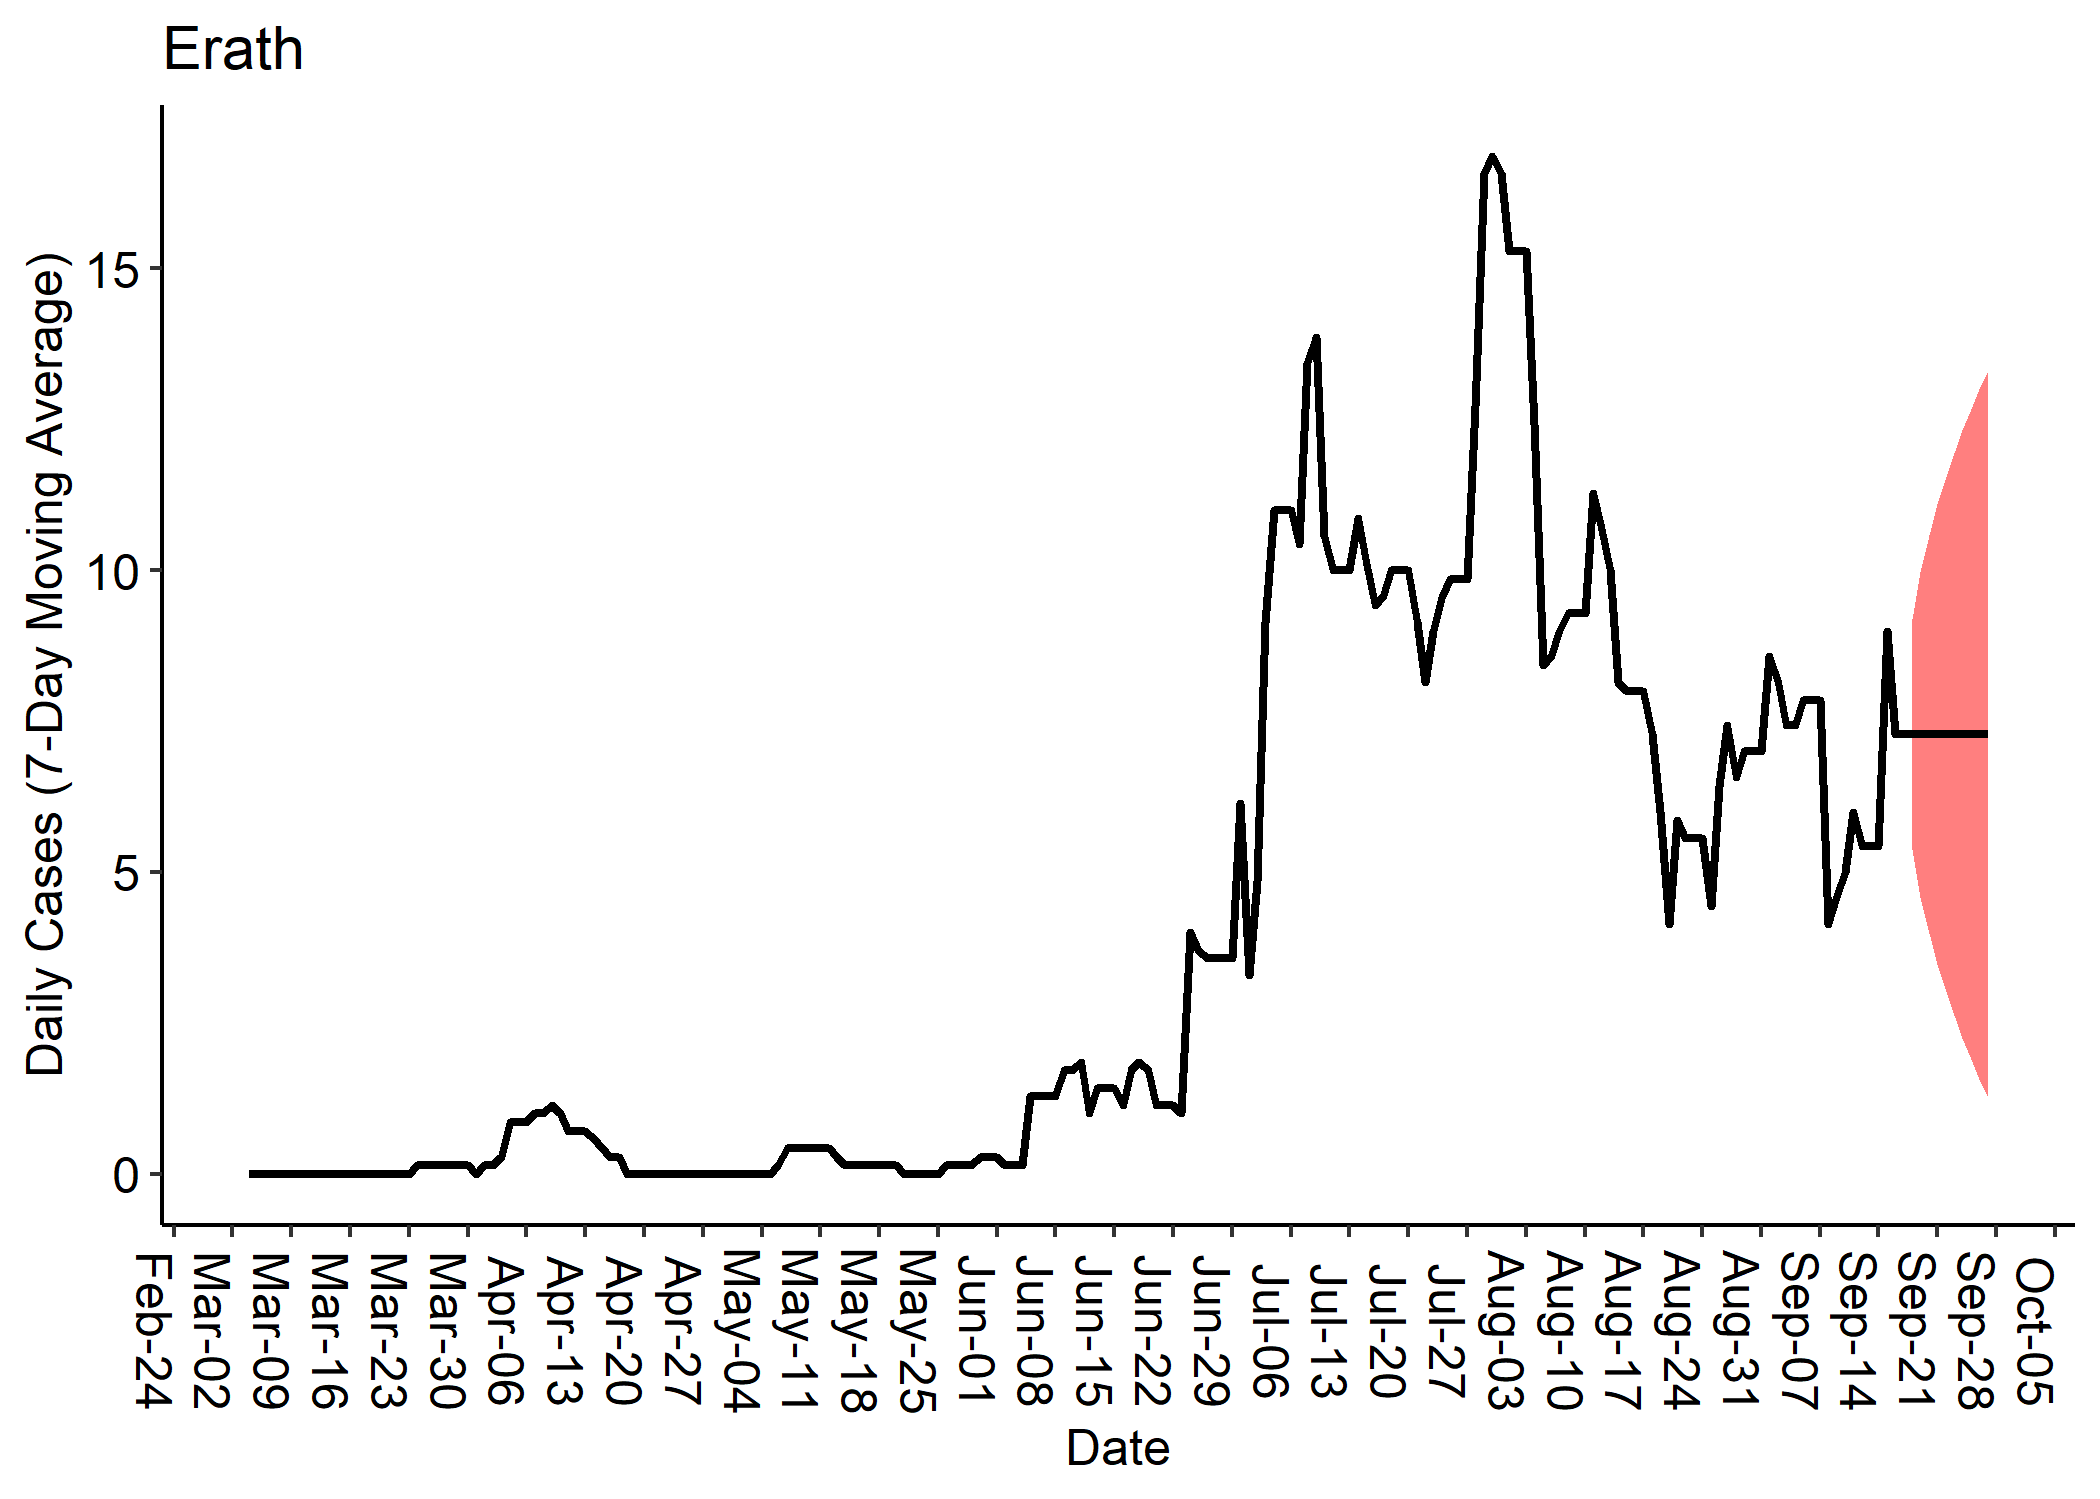 Erath
Daily Cases (7-Day Moving Average)
15
10
5
0
Feb-24
Mar-02
Mar-09
Mar-16
Mar-23
Mar-30
Apr-06
Apr-13
Apr-20
Apr-27
May-04
May-11
May-18
May-25
Jun-01
Jun-08
Jun-15
Jun-22
Jun-29
Jul-06
Jul-13
Jul-20
Jul-27
Aug-03
Aug-10
Aug-17
Aug-24
Aug-31
Sep-07
Sep-14
Sep-21
Sep-28
Oct-05
Date